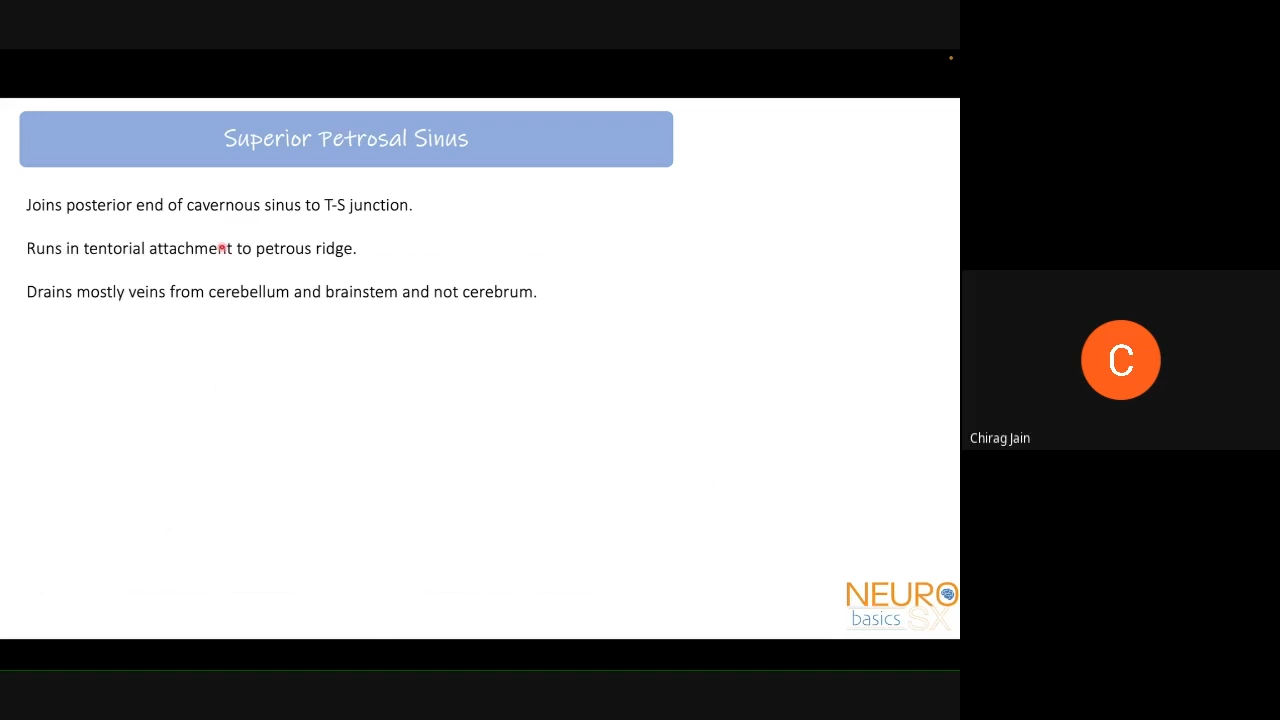 Superior Petrosal Sinus
Joins posterior end of cavernous sinus to T-S junction.
Runs in tentorial attachment to petrous ridge.
Drains mostly veins from cerebellum and brainstem and not cerebrum.
C
Chirag Jain
NEURO
basics SX